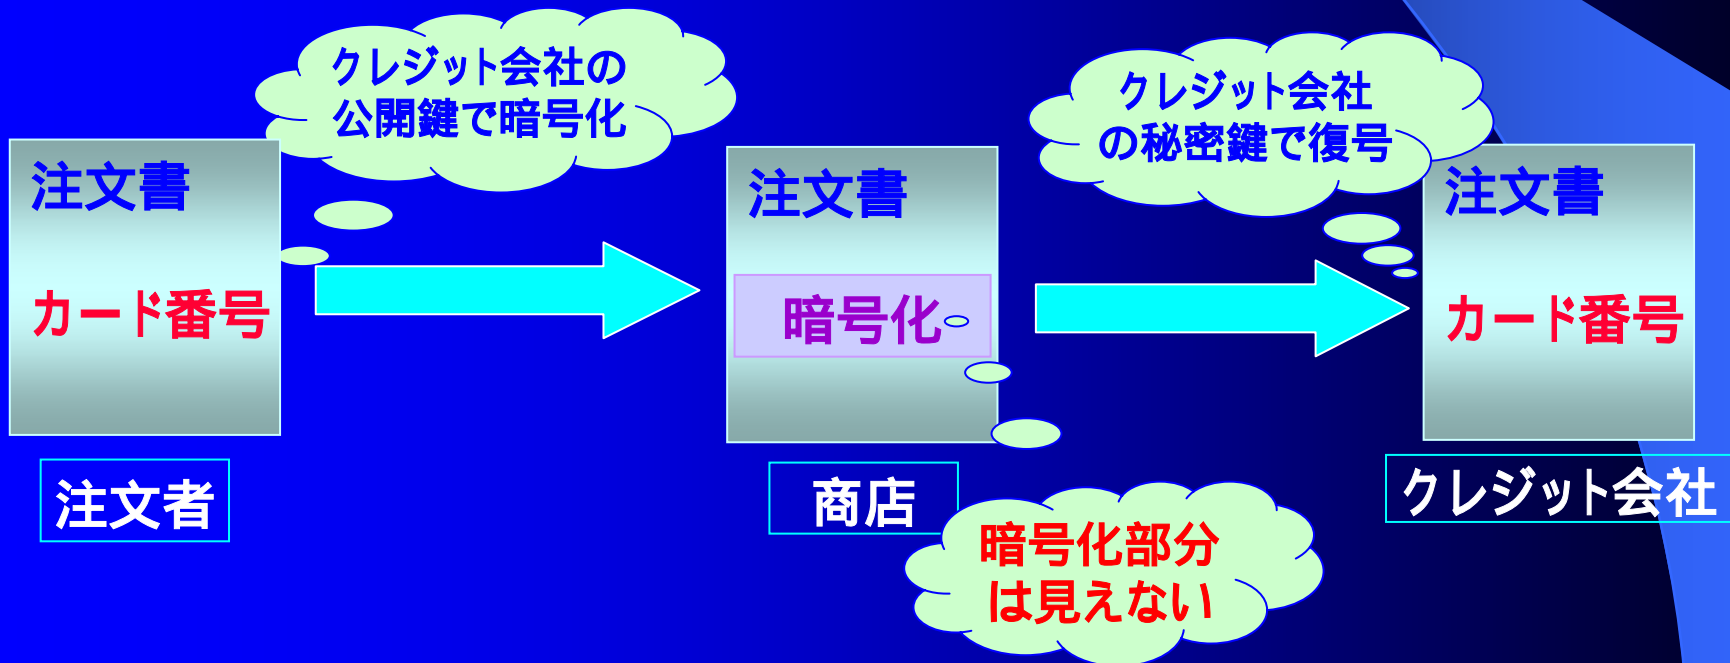 クレジット会社の
公開鍵で暗号化
クレジット会社
の秘密鍵で復号
注文書
カード番号
注文書
暗号化
注文書
カード番号
注文者
商店
クレジット会社
暗号化部分
は見えない